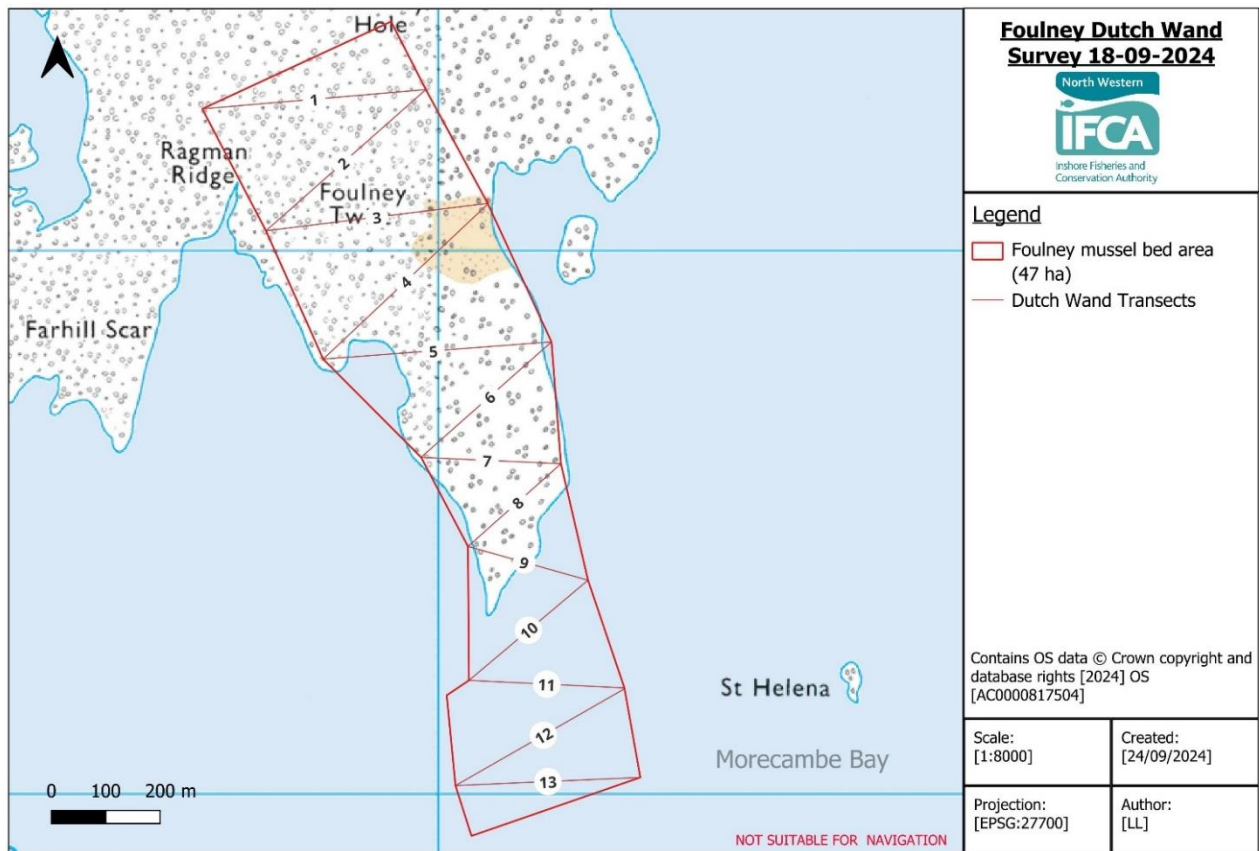 Hole
1
Ragman
Ridge
2
Foulney
Tw
3
4
Farhill Scar
5
6
7
8
9
10
11
12
13
St Helena
Morecambe Bay
0 100 200 m
NOT SUITABLE FOR NAVIGATION
Foulney Dutch Wand
Survey 18-09-2024
North Western
IFCA
Inshore Fisheries and
Conservation Authority
Legend
Foulney mussel bed area
(47 ha)
Dutch Wand Transects
Contains OS data © Crown copyright and
database rights [2024] OS
[AC0000817504]
Scale:
[1:8000]
Created:
[24/09/2024]
Projection:
[EPSG:27700]
Author:
[LL]